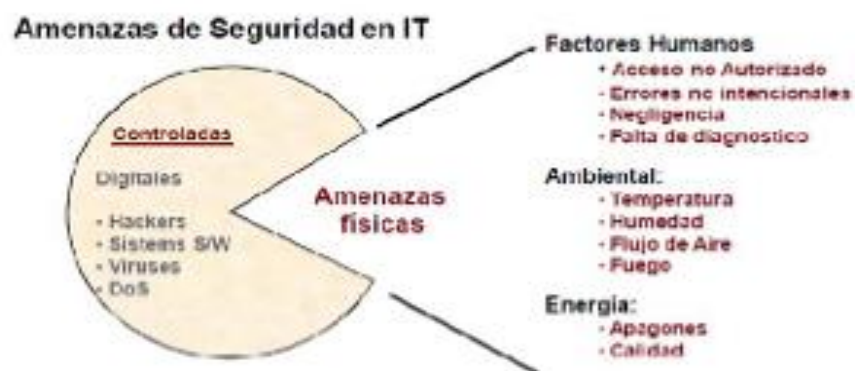 Amenazas de Seguridad en IT
Controladas
Digitales
- Hackers
- Sistems S/W
- Viruses
- DoS
Amenazas
físicas
Factores Humanos
- Acceso no Autorizado
- Errores no intencionales
- Negligencia
- Falta de diagnostico
Ambiental:
- Temperatura
- Humedad
- Flujo de Aire
- Fuego
Energia:
- Apagones
- Calidad